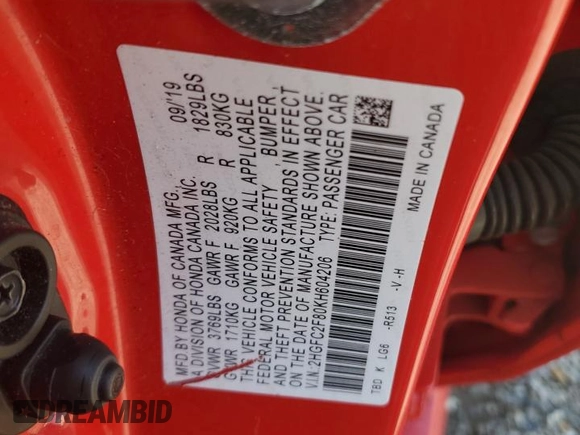 MFD BY HONDA OF CANADA MFG., 09/'19
A DIVISION OF HONDA CANADA INC.
GVWR 3769LBS GAWR F 2028LBS R 1829LBS
GVWR 1710KG GAWR F 920KG R 830KG
THIS VEHICLE CONFORMS TO ALL APPLICABLE
FEDERAL MOTOR VEHICLE SAFETY BUMPER,
AND THEFT PREVENTION STANDARDS IN EFFECT
ON THE DATE OF MANUFACTURE SHOWN ABOVE.
V.I.N: 2HGFC2F80KH604206 TYPE: PASSENGER CAR
TBD K LG6 -R513 -V -H
MADE IN CANADA
DREAMBID